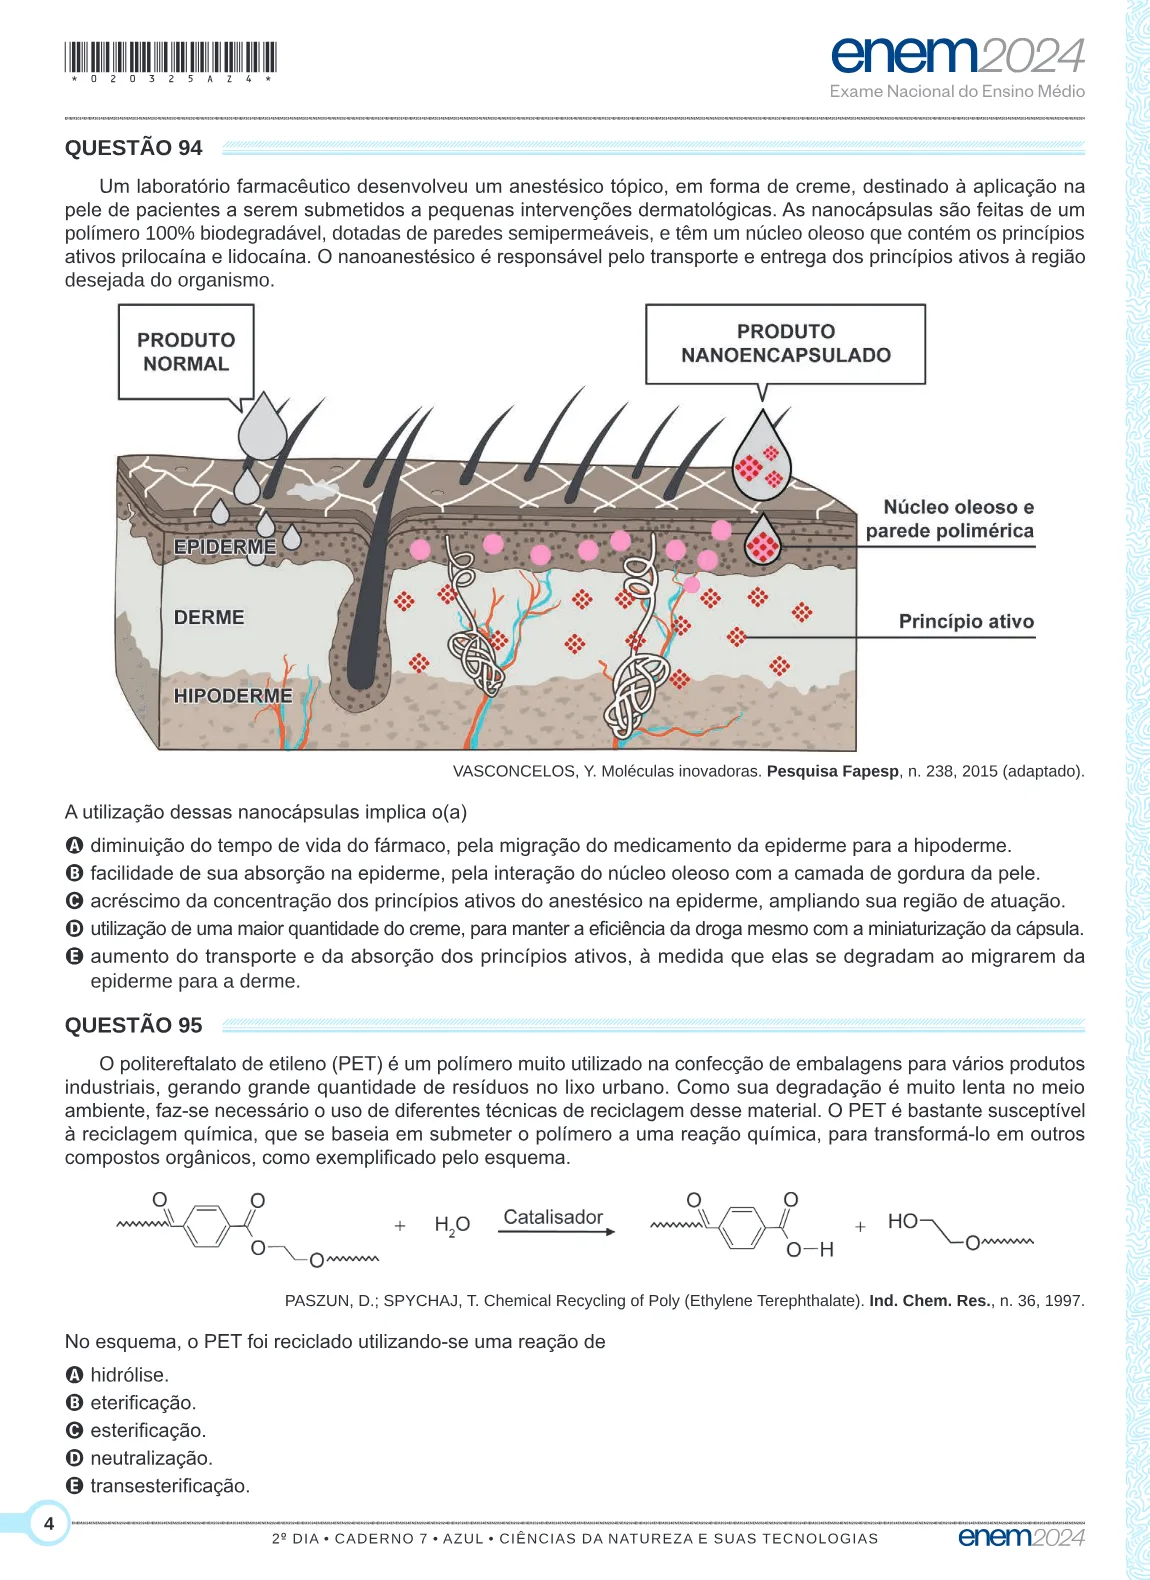 * 0 2 0 3 2 5 A Z 4 *
enem2024
Exame Nacional do Ensino Médio
QUESTÃO 94
Um laboratório farmacêutico desenvolveu um anestésico tópico, em forma de creme, destinado à aplicação na
pele de pacientes a serem submetidos a pequenas intervenções dermatológicas. As nanocápsulas são feitas de um
polímero 100% biodegradável, dotadas de paredes semipermeáveis, e têm um núcleo oleoso que contém os princípios
ativos prilocaína e lidocaína. O nanoanestésico é responsável pelo transporte e entrega dos princípios ativos à região
desejada do organismo.
PRODUTO
NORMAL
PRODUTO
NANOENCAPSULADO
Núcleo oleoso e
parede polimérica
EPIDERME
DERME
Princípio ativo
HIPODERME
VASCONCELOS, Y. Moléculas inovadoras. Pesquisa Fapesp, n. 238, 2015 (adaptado).
A utilização dessas nanocápsulas implica o(a)
A diminuição do tempo de vida do fármaco, pela migração do medicamento da epiderme para a hipoderme.
B facilidade de sua absorção na epiderme, pela interação do núcleo oleoso com a camada de gordura da pele.
C acréscimo da concentração dos princípios ativos do anestésico na epiderme, ampliando sua região de atuação.
D utilização de uma maior quantidade do creme, para manter a eficiência da droga mesmo com a miniaturização da cápsula.
E aumento do transporte e da absorção dos princípios ativos, à medida que elas se degradam ao migrarem da
epiderme para a derme.
QUESTÃO 95
O politereftalato de etileno (PET) é um polímero muito utilizado na confecção de embalagens para vários produtos
industriais, gerando grande quantidade de resíduos no lixo urbano. Como sua degradação é muito lenta no meio
ambiente, faz-se necessário o uso de diferentes técnicas de reciclagem desse material. O PET é bastante susceptível
à reciclagem química, que se baseia em submeter o polímero a uma reação química, para transformá-lo em outros
compostos orgânicos, como exemplificado pelo esquema.
O O O O + H₂O Catalisador O O O—H + HO O
PASZUN, D.; SPYCHAJ, T. Chemical Recycling of Poly (Ethylene Terephthalate). Ind. Chem. Res., n. 36, 1997.
No esquema, o PET foi reciclado utilizando-se uma reação de
A hidrólise.
B eterificação.
C esterificação.
D neutralização.
E transesterificação.
4
2º DIA • CADERNO 7 • AZUL • CIÊNCIAS DA NATUREZA E SUAS TECNOLOGIAS
enem2024